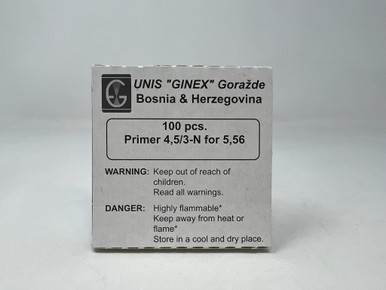 UNIS "GINEX" Goražde
Bosnia & Herzegovina
100 pcs.
Primer 4,5/3-N for 5,56
WARNING: Keep out of reach of
children.
Read all warnings.
DANGER: Highly flammable*
Keep away from heat or
flame*
Store in a cool and dry place.